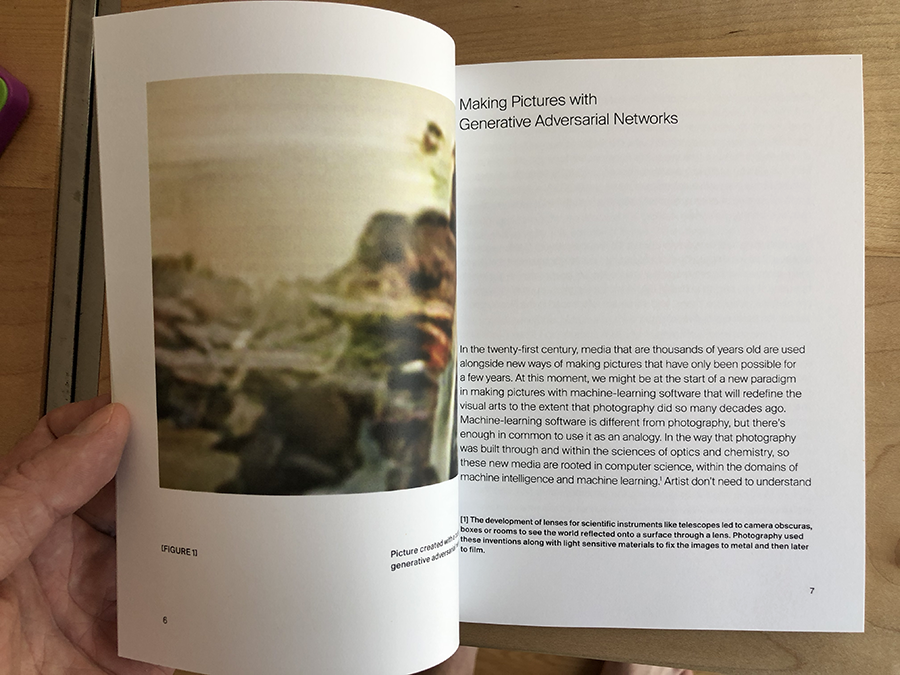 [FIGURE 1]
Picture created with a
generative adversarial
6
Making Pictures with
Generative Adversarial Networks
In the twenty-first century, media that are thousands of years old are used
alongside new ways of making pictures that have only been possible for
a few years. At this moment, we might be at the start of a new paradigm
in making pictures with machine-learning software that will redefine the
visual arts to the extent that photography did so many decades ago.
Machine-learning software is different from photography, but there's
enough in common to use it as an analogy. In the way that photography
was built through and within the sciences of optics and chemistry, so
these new media are rooted in computer science, within the domains of
machine intelligence and machine learning.¹ Artist don't need to understand
[1] The development of lenses for scientific instruments like telescopes led to camera obscuras,
boxes or rooms to see the world reflected onto a surface through a lens. Photography used
these inventions along with light sensitive materials to fix the images to metal and then later
to film.
7